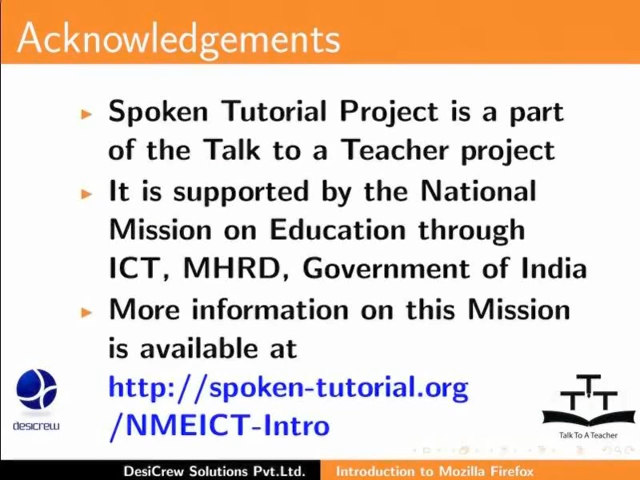 Acknowledgements
Spoken Tutorial Project is a part
of the Talk to a Teacher project
It is supported by the National
Mission on Education through
ICT, MHRD, Government of India
More information on this Mission
is available at
http://spoken-tutorial.org
/NMEICT-Intro
desicrew
TTT
Talk To A Teacher
DesiCrew Solutions Pvt.Ltd. Introduction to Mozilla Firefox